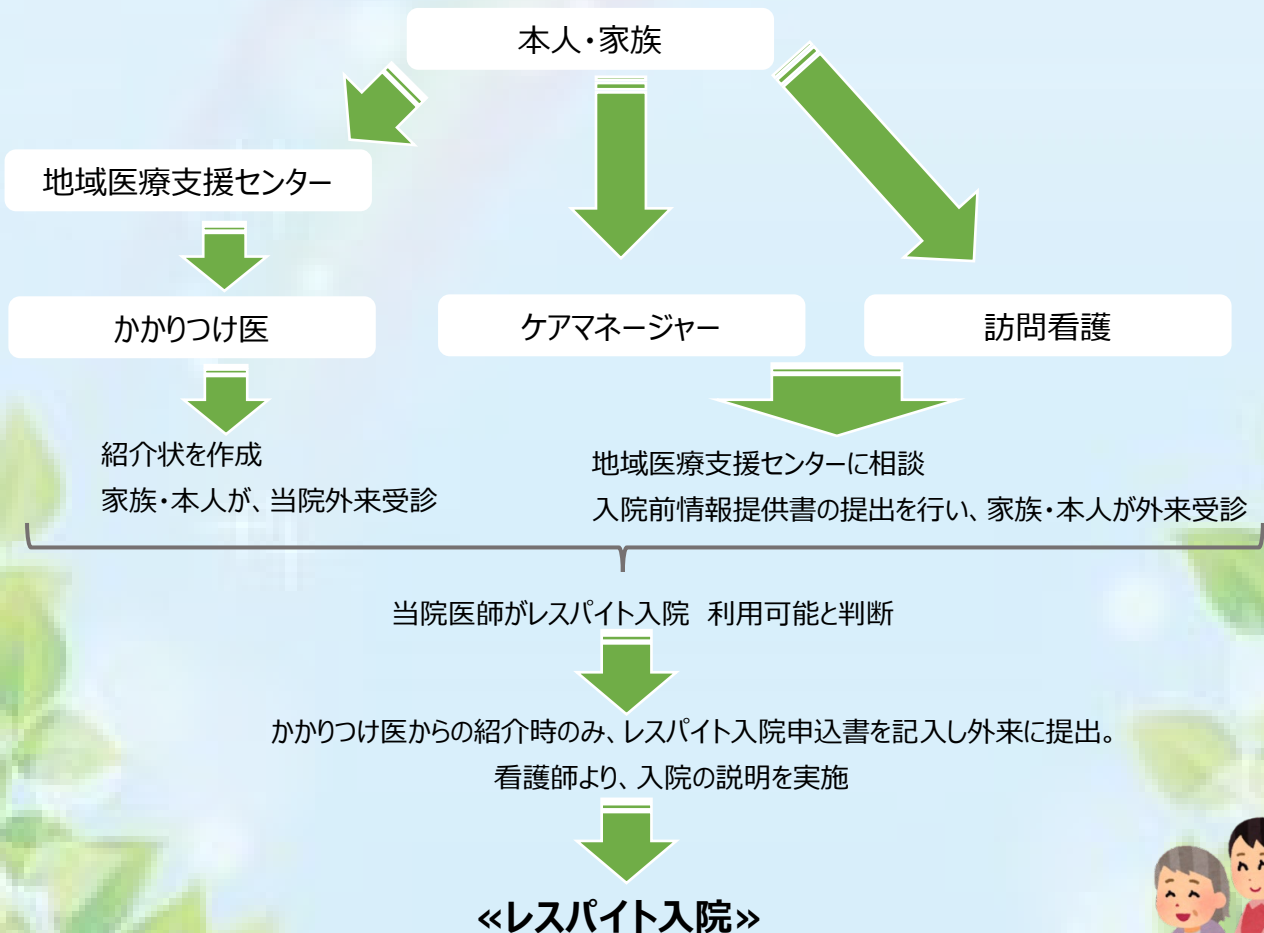 本人・家族
地域医療支援センター
かかりつけ医
ケアマネージャー
訪問看護
紹介状を作成
家族・本人が、当院外来受診
地域医療支援センターに相談
入院前情報提供書の提出を行い、家族・本人が外来受診
当院医師がレスパイト入院 利用可能と判断
かかりつけ医からの紹介時のみ、レスパイト入院申込書を記入し外来に提出。
看護師より、入院の説明を実施
«レスパイト入院»